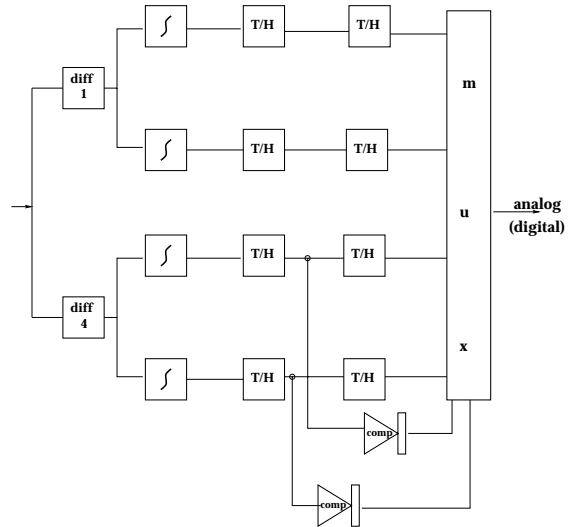 T/H
T/H
diff
1
m
T/H
T/H
u
analog
(digital)
T/H
T/H
diff
4
x
T/H
T/H
comp
comp